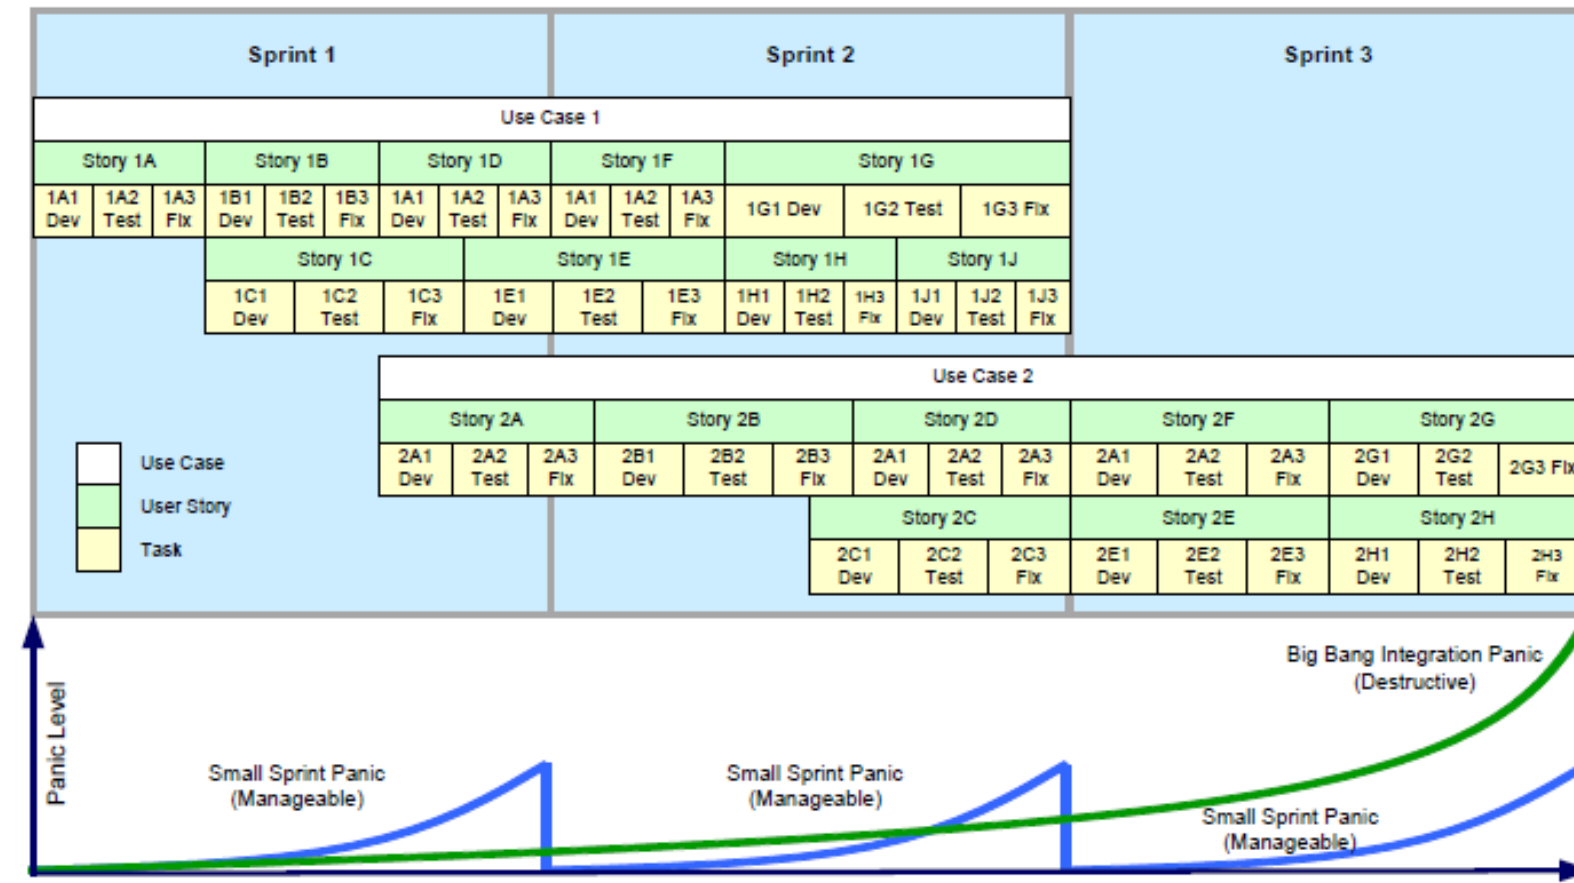 Sprint 1
Sprint 2
Sprint 3
Use Case 1
Story 1A
Story 1B
Story 1D
Story 1F
Story 1G
1A1
Dev
1A2
Test
1A3
Fix
1B1
Dev
1B2
Test
1B3
Fix
1A1
Dev
1A2
Test
1A3
Fix
1A1
Dev
1A2
Test
1A3
Fix
1G1 Dev
1G2 Test
1G3 Fix
Story 1C
Story 1E
Story 1H
Story 1J
1C1
Dev
1C2
Test
1C3
Fix
1E1
Dev
1E2
Test
1E3
Fix
1H1
Dev
1H2
Test
1H3
Fix
1J1
Dev
1J2
Test
1J3
Fix
Use Case 2
Story 2A
Story 2B
Story 2D
Story 2F
Story 2G
2A1
Dev
2A2
Test
2A3
Fix
2B1
Dev
2B2
Test
2B3
Fix
2A1
Dev
2A2
Test
2A3
Fix
2A1
Dev
2A2
Test
2A3
Fix
2G1
Dev
2G2
Test
2G3 Fix
Story 2C
Story 2E
Story 2H
2C1
Dev
2C2
Test
2C3
Fix
2E1
Dev
2E2
Test
2E3
Fix
2H1
Dev
2H2
Test
2H3
Fix
Use Case
User Story
Task
Panic Level
Small Sprint Panic
(Manageable)
Small Sprint Panic
(Manageable)
Big Bang Integration Panic
(Destructive)
Small Sprint Panic
(Manageable)